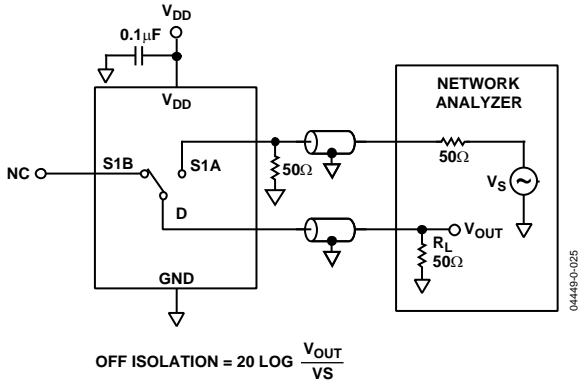 VDD
0.1µF
VDD
NETWORK
ANALYZER
S1B
S1A
NC
50Ω
50Ω
VS
~
D
VOUT
RL
50Ω
GND
04449-0-025
OFF ISOLATION = 20 LOG VOUT
VS